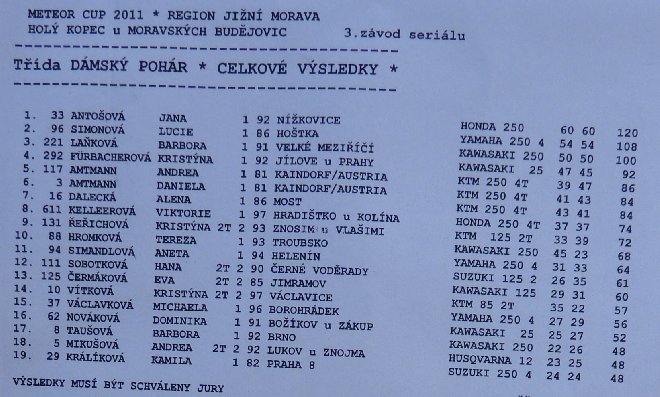 METEOR CUP 2011 * REGION JIŽNÍ MORAVA
HOLÝ KOPEC u MORAVSKÝCH BUDĚJOVIC 3.závod seriálu
Třída DÁMSKÝ POHÁR * CELKOVÉ VÝSLEDKY *
1. 33 ANTOŠOVÁ JANA 1 92 NÍŽKOVICE HONDA 250 60 60 120
2. 96 SIMONOVÁ LUCIE 1 86 HOŠTKA YAMAHA 250 4 54 54 108
3. 221 LAŇKOVÁ BARBORA 1 91 VELKÉ MEZIŘÍČÍ KAWASAKI 250 50 50 100
4. 292 FÜRBACHEROVÁ KRISTÝNA 1 92 JÍLOVE u PRAHY KAWASAKI 25 47 45 92
5. 117 AMTMANN ANDREA 1 81 KAINDORF/AUSTRIA KTM 250 4T 39 47 86
6. 3 AMTMANN DANIELA 1 81 KAINDORF/AUSTRIA KTM 250 4T 41 43 84
7. 16 DALECKÁ ALENA 1 86 MOST KTM 250 4T 43 41 84
8. 611 KELLEEROVÁ VIKTORIE 1 97 HRADIŠTKO u KOLÍNA HONDA 250 4T 37 37 74
9. 131 ŘEŘICHOVÁ KRISTÝNA 2T 2 93 ZNOSIM u VLAŠIMI KTM 125 2T 33 39 72
10. 88 HROMKOVÁ TEREZA 1 93 TROUBSKO KAWASAKI 250 45 23 68
11. 94 SIMANDLOVÁ ANETA 1 94 HELENÍN YAMAHA 250 4 31 33 64
12. 111 SOBOTKOVÁ HANA 2T 2 90 ČERNÉ VODĚRADY SUZUKI 125 2 26 35 61
13. 125 ČERMÁKOVÁ EVA 2T 2 85 JIMRAMOV KAWASAKI 125 29 31 60
14. 10 VÍTKOVÁ KRISTÝNA 2T 2 97 VÁCLAVICE KTM 85 2T 35 22 57
15. 37 VÁCLAVKOVÁ MICHAELA 1 96 BOROHRÁDEK YAMAHA 250 4 27 29 56
16. 62 NOVÁKOVÁ DOMINIKA 1 91 BOŽÍKOV u ZÁKUP KAWASAKI 25 25 27 52
17. 8 TAUŠOVÁ BARBORA 1 92 BRNO KAWASAKI 250 22 26 48
18. 5 MIKUŠOVÁ ANDREA 2T 2 92 LUKOV u ZNOJMA HUSQVARNA 12 23 25 48
19. 29 KRÁLÍKOVÁ KAMILA 1 82 PRAHA 8 SUZUKI 250 4 24 24 48
VÝSLEDKY MUSÍ BÝT SCHVÁLENY JURY